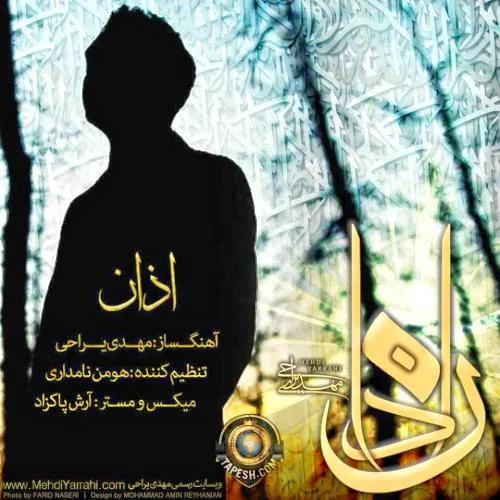 اذان
آهنگساز : مهدی یراحی
تنظیم کننده : هومن نامداری
میکس و مستر : آرش پاکزاد
اذان
MEHDI
YARRAHI
مهدی یراحی
TAPESH.COM
www.MehdiYarrahi.com وبسایت رسمی مهدی یراحی
Photo by FARID NASERI | Design by MOHAMMAD AMIN REYHANIAN